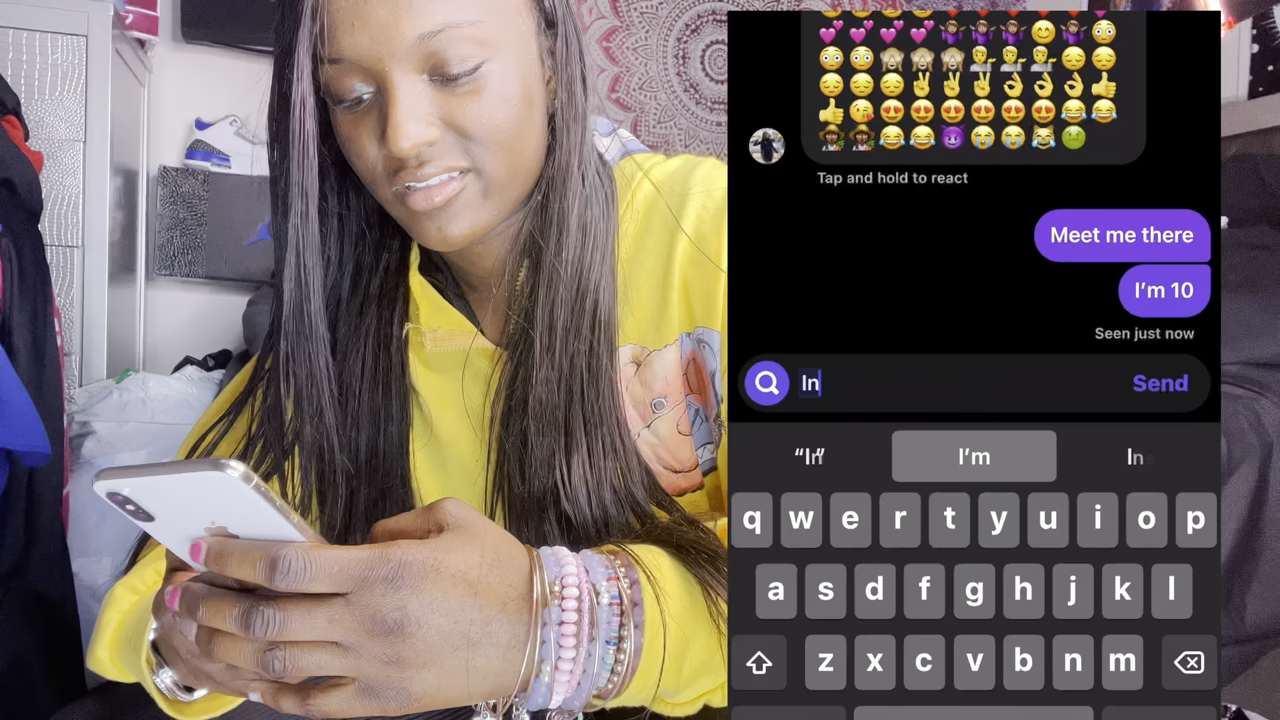 Tap and hold to react
Meet me there
I'm 10
Seen just now
In
Send
"In"
I'm
In
q w e r t y u i o p
a s d f g h j k l
z x c v b n m